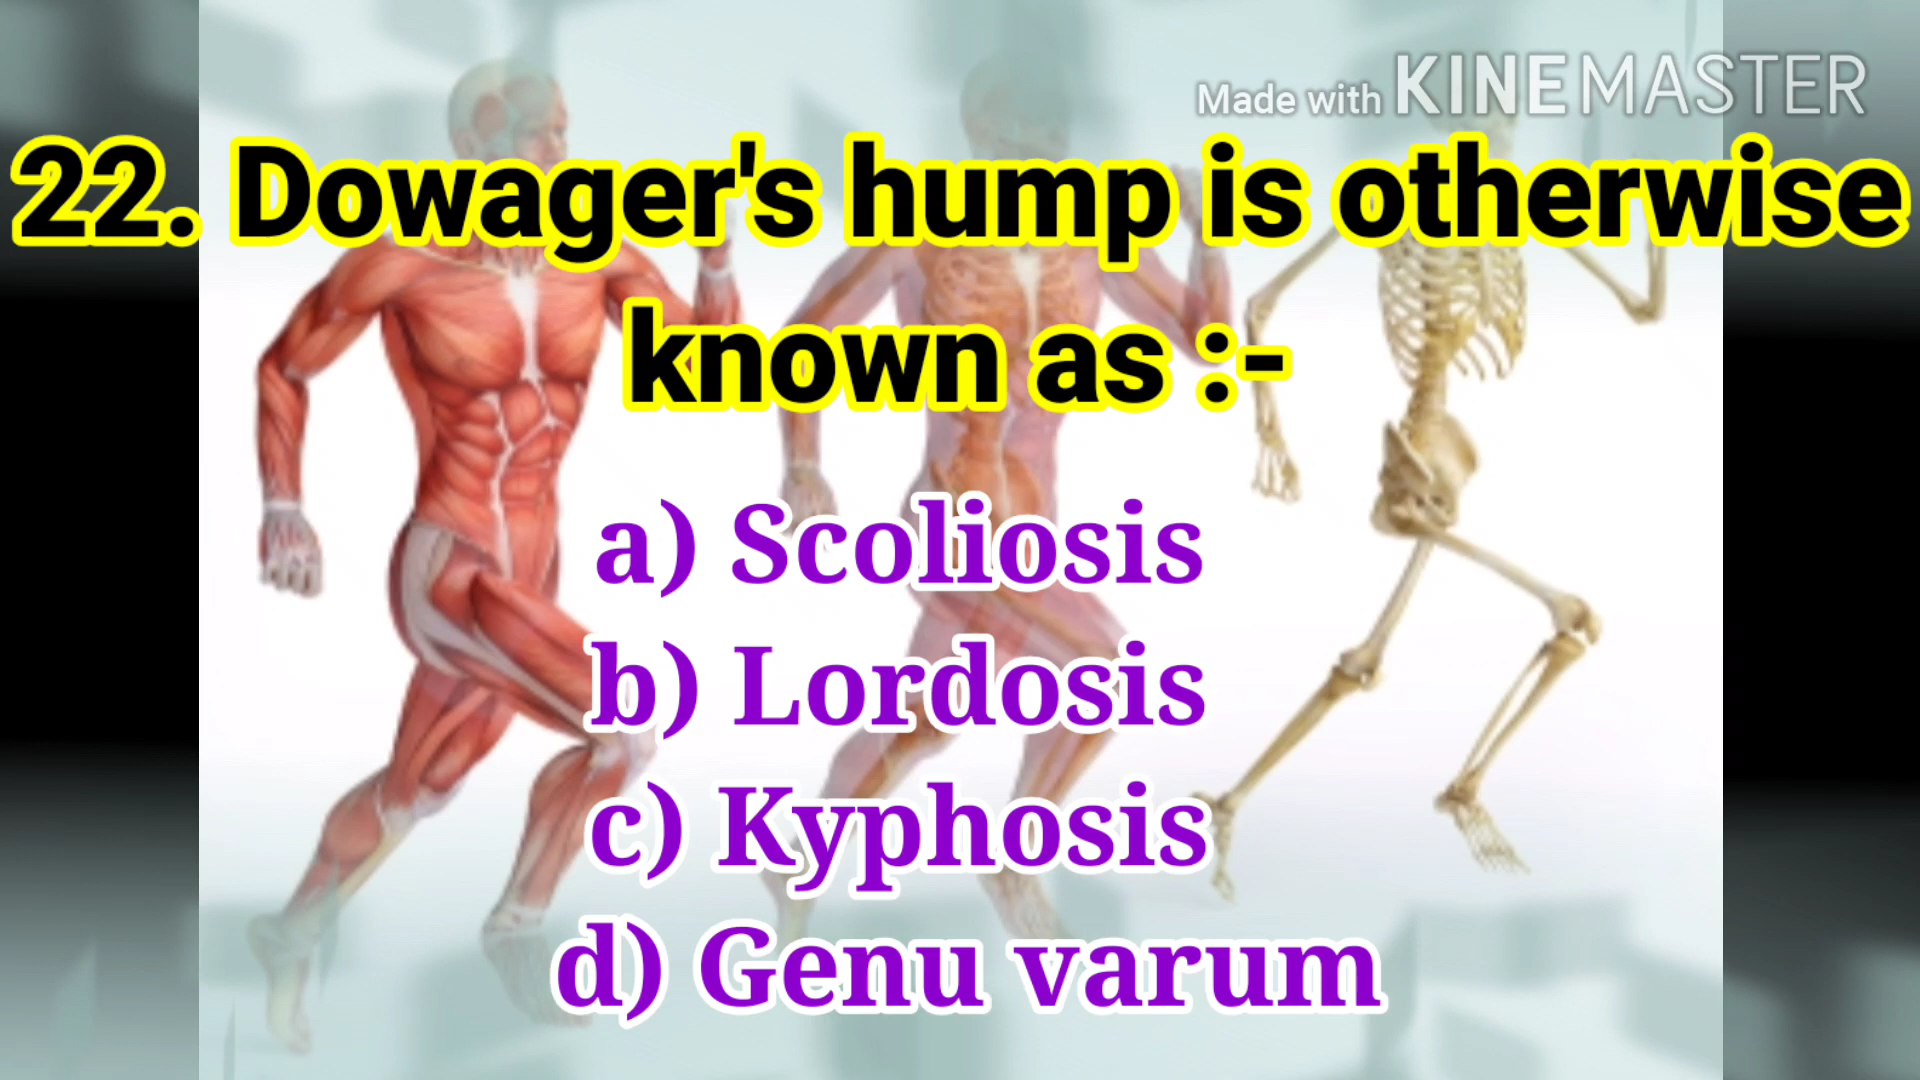 Made with KINEMASTER
22. Dowager's hump is otherwise
known as :-
a) Scoliosis
b) Lordosis
c) Kyphosis
d) Genu varum